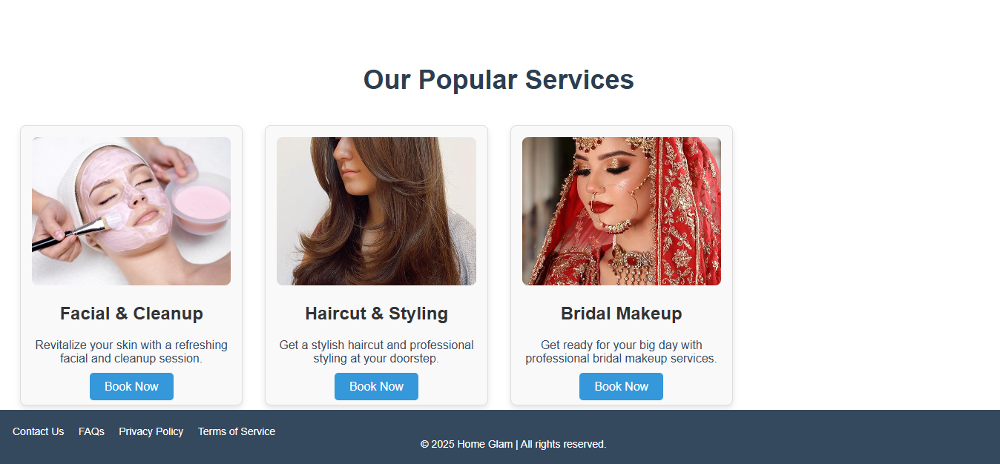 Our Popular Services
Facial & Cleanup
Revitalize your skin with a refreshing
facial and cleanup session.
Book Now
Haircut & Styling
Get a stylish haircut and professional
styling at your doorstep.
Book Now
Bridal Makeup
Get ready for your big day with
professional bridal makeup services.
Book Now
Contact Us FAQs Privacy Policy Terms of Service
© 2025 Home Glam | All rights reserved.